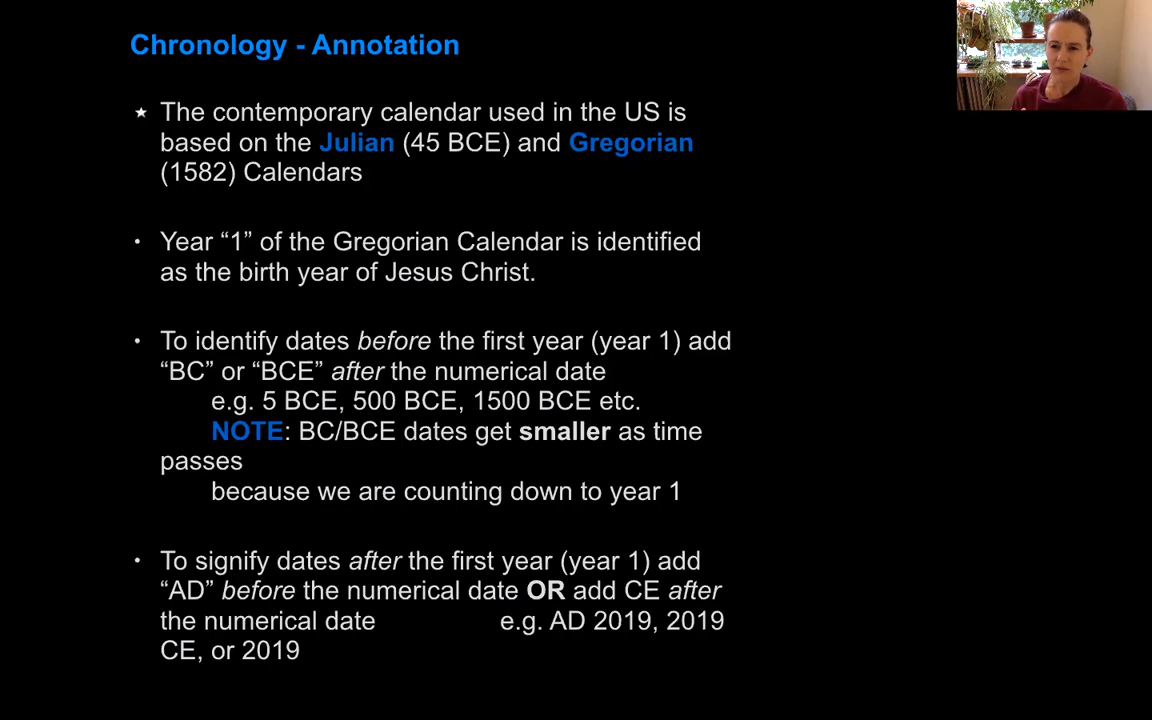 Chronology - Annotation
★ The contemporary calendar used in the US is
based on the Julian (45 BCE) and Gregorian
(1582) Calendars
• Year “1” of the Gregorian Calendar is identified
as the birth year of Jesus Christ.
• To identify dates before the first year (year 1) add
“BC” or “BCE” after the numerical date
e.g. 5 BCE, 500 BCE, 1500 BCE etc.
NOTE: BC/BCE dates get smaller as time
passes
because we are counting down to year 1
• To signify dates after the first year (year 1) add
“AD” before the numerical date OR add CE after
the numerical date e.g. AD 2019, 2019
CE, or 2019